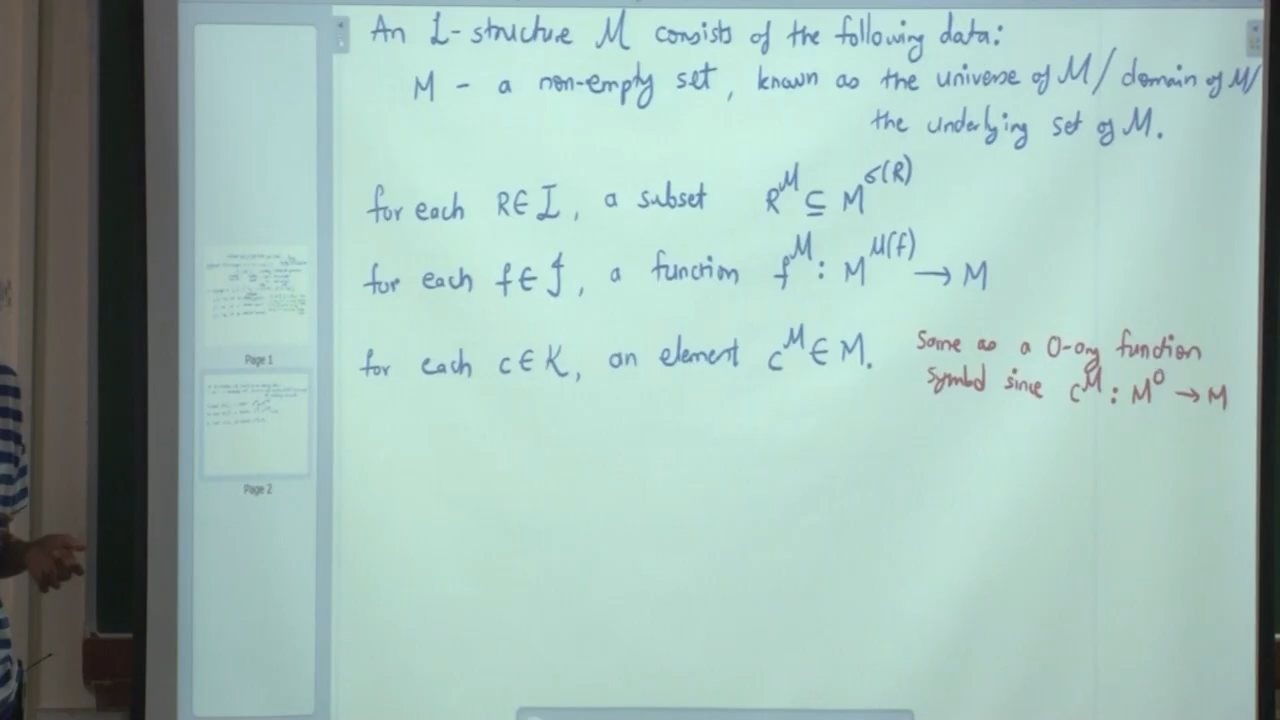 An L-structure M consists of the following data:
M - a non-empty set, known as the universe of M/ domain of M/
the underlying set of M.
for each R ∈ I, a subset R^M ⊆ M^σ(R)
for each f ∈ J, a function f^M : M^μ(f) → M
for each c ∈ K, an element c^M ∈ M.
Same as a 0-ary function
symbol since c^M : M^0 → M
Page 1
Page 2